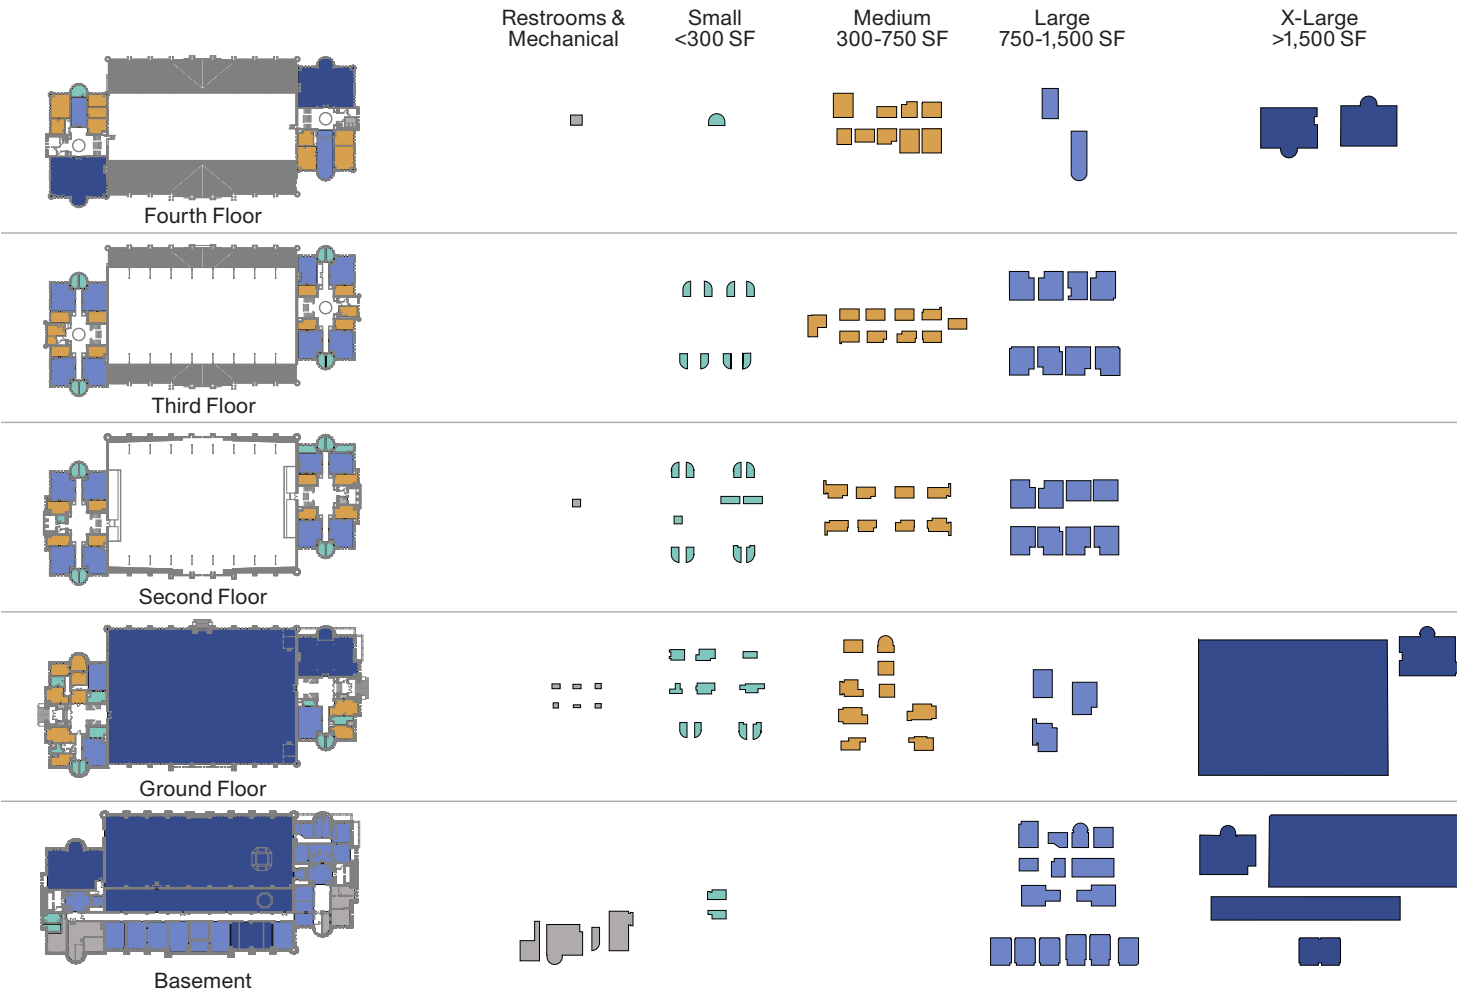 Restrooms &
Mechanical
Small
<300 SF
Medium
300-750 SF
Large
750-1,500 SF
X-Large
>1,500 SF
Fourth Floor
Third Floor
Second Floor
Ground Floor
Basement